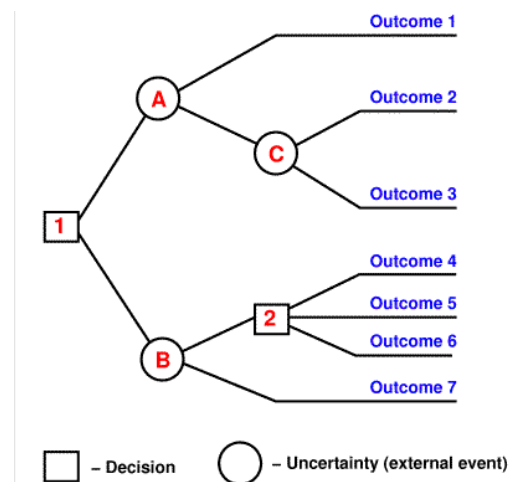 Outcome 1
A
Outcome 2
C
Outcome 3
1
Outcome 4
Outcome 5
2
Outcome 6
B
Outcome 7
– Decision
– Uncertainty (external event)